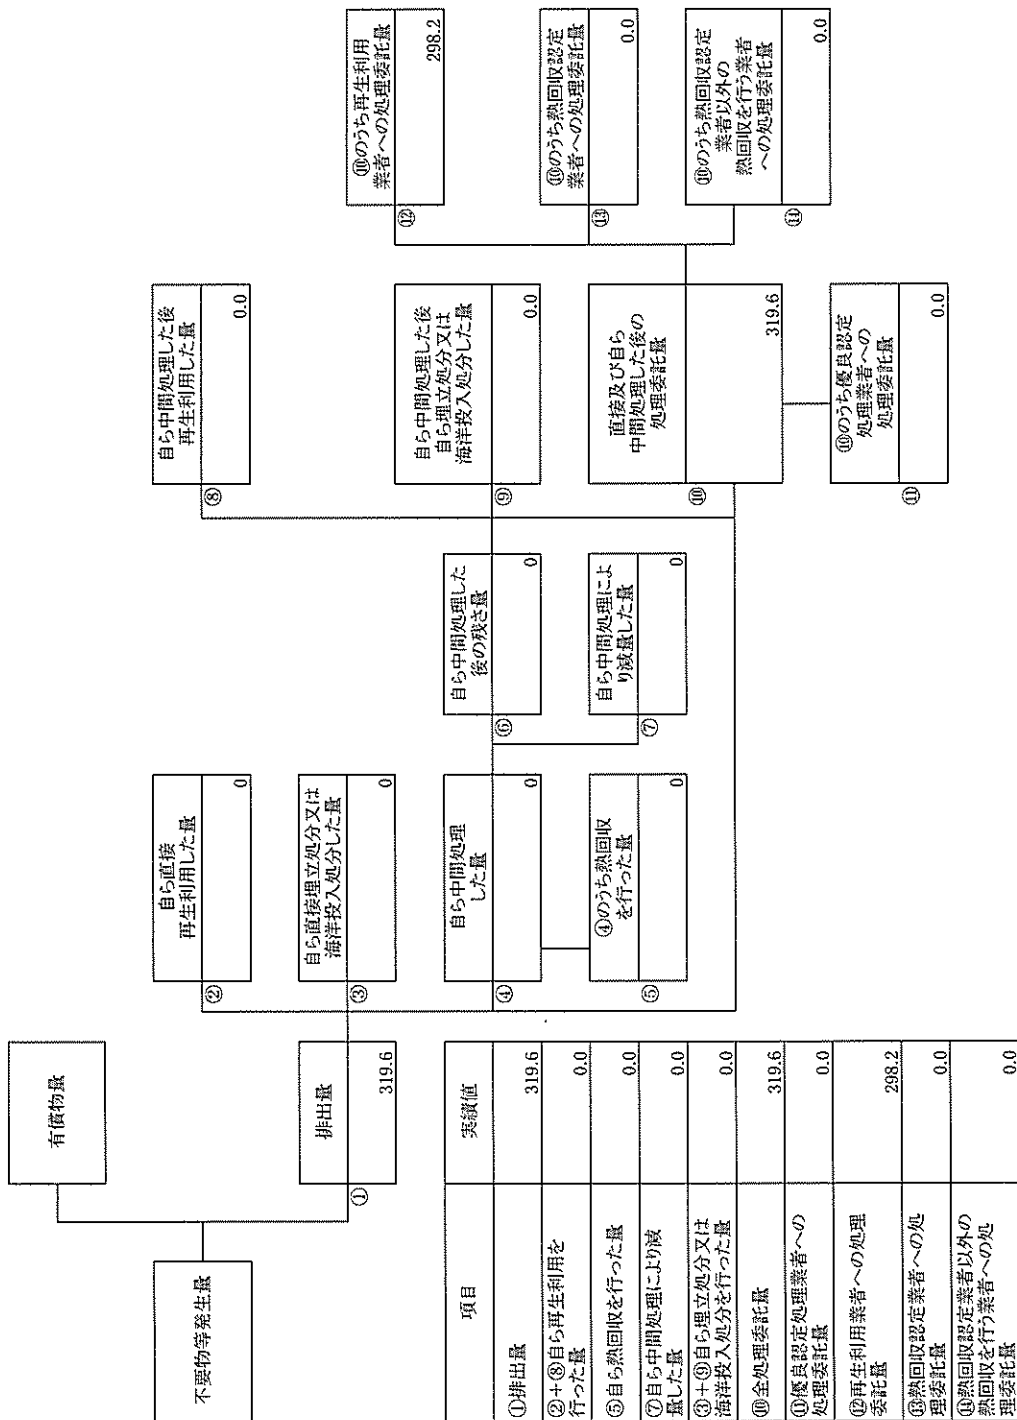 有償物量
不要物等発生量
排出量
①
319.6
自ら直接
再生利用した量
②
0
自ら直接埋立処分又は
海洋投入処分した量
③
0
自ら中間処理
した量
④
0
④のうち熱回収
を行った量
⑤
0
自ら中間処理した
後の残さ量
⑥
0
自ら中間処理によ
り減量した量
⑦
0
自ら中間処理した後
再生利用した量
⑧
0.0
自ら中間処理した後
自ら埋立処分又は
海洋投入処分した量
⑨
0.0
直接及び自ら
中間処理した後の
処理委託量
⑩
319.6
⑩のうち優良認定
処理業者への
処理委託量
⑪
0.0
⑩のうち再生利用
業者への処理委託量
⑫
298.2
⑩のうち熱回収認定
業者への処理委託量
⑬
0.0
⑩のうち熱回収認定
業者以外の
熱回収を行う業者
への処理委託量
⑭
0.0
項目 実績値
①排出量 319.6
②+⑧自ら再生利用を
行った量 0.0
⑤自ら熱回収を行った量 0.0
⑦自ら中間処理により減
量した量 0.0
③+⑨自ら埋立処分又は
海洋投入処分を行った量 0.0
⑩全処理委託量 319.6
⑪優良認定処理業者への
処理委託量 0.0
⑫再生利用業者への処理
委託量 298.2
⑬熱回収認定業者への処
理委託量 0.0
⑭熱回収認定業者以外の
熱回収を行う業者への処
理委託量 0.0